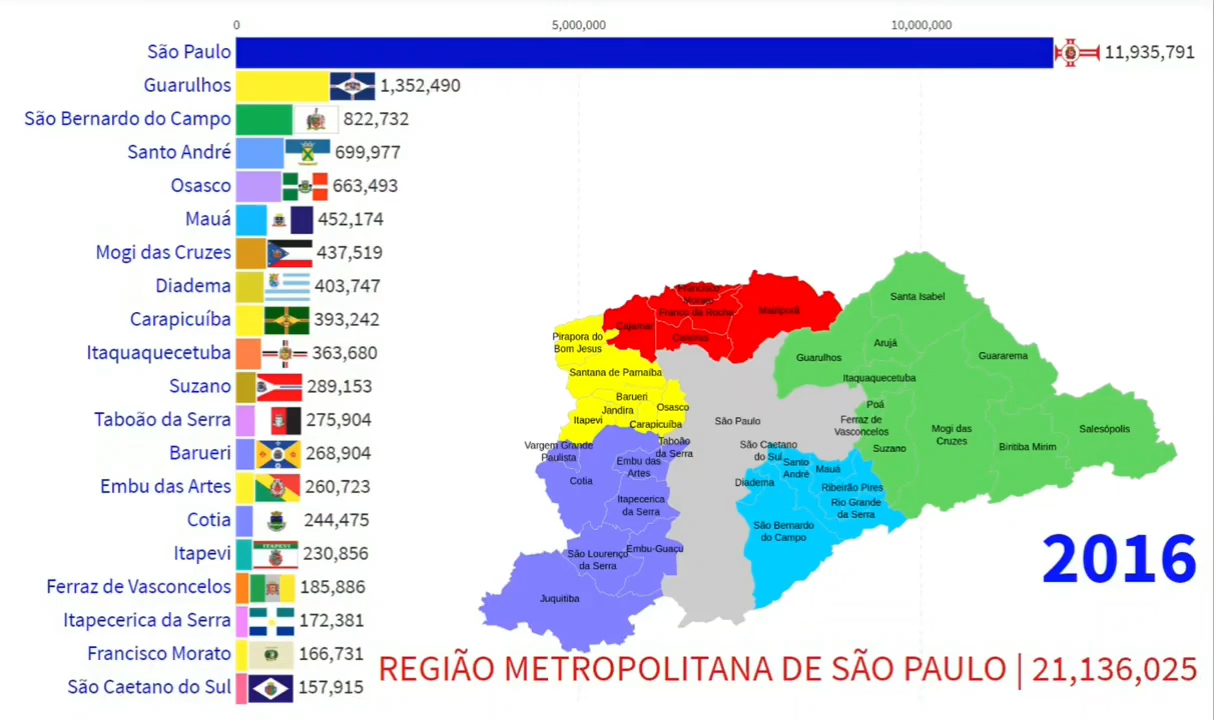 0
5,000,000
10,000,000
São Paulo 11,935,791
Guarulhos 1,352,490
São Bernardo do Campo 822,732
Santo André 699,977
Osasco 663,493
Mauá 452,174
Mogi das Cruzes 437,519
Diadema 403,747
Carapicuíba 393,242
Itaquaquecetuba 363,680
Suzano 289,153
Taboão da Serra 275,904
Barueri 268,904
Embu das Artes 260,723
Cotia 244,475
Itapevi 230,856
Ferraz de Vasconcelos 185,886
Itapecerica da Serra 172,381
Francisco Morato 166,731
São Caetano do Sul 157,915
Francisco
Morato
Franco da Rocha
Mairiporã
Cajamar
Caieiras
Pirapora do
Bom Jesus
Santana de Parnaíba
Barueri
Jandira
Osasco
Itapevi
Carapicuíba
Vargem Grande
Paulista
Taboão
da Serra
Embu das
Artes
Cotia
Itapecerica
da Serra
São Lourenço
da Serra
Embu-Guaçu
Juquitiba
São Paulo
São Caetano
do Sul
Santo
André
Mauá
Diadema
Ribeirão Pires
Rio Grande
da Serra
São Bernardo
do Campo
Santa Isabel
Arujá
Guarulhos
Guararema
Itaquaquecetuba
Poá
Ferraz de
Vasconcelos
Mogi das
Cruzes
Suzano
Biritiba Mirim
Salesópolis
2016
REGIÃO METROPOLITANA DE SÃO PAULO | 21,136,025